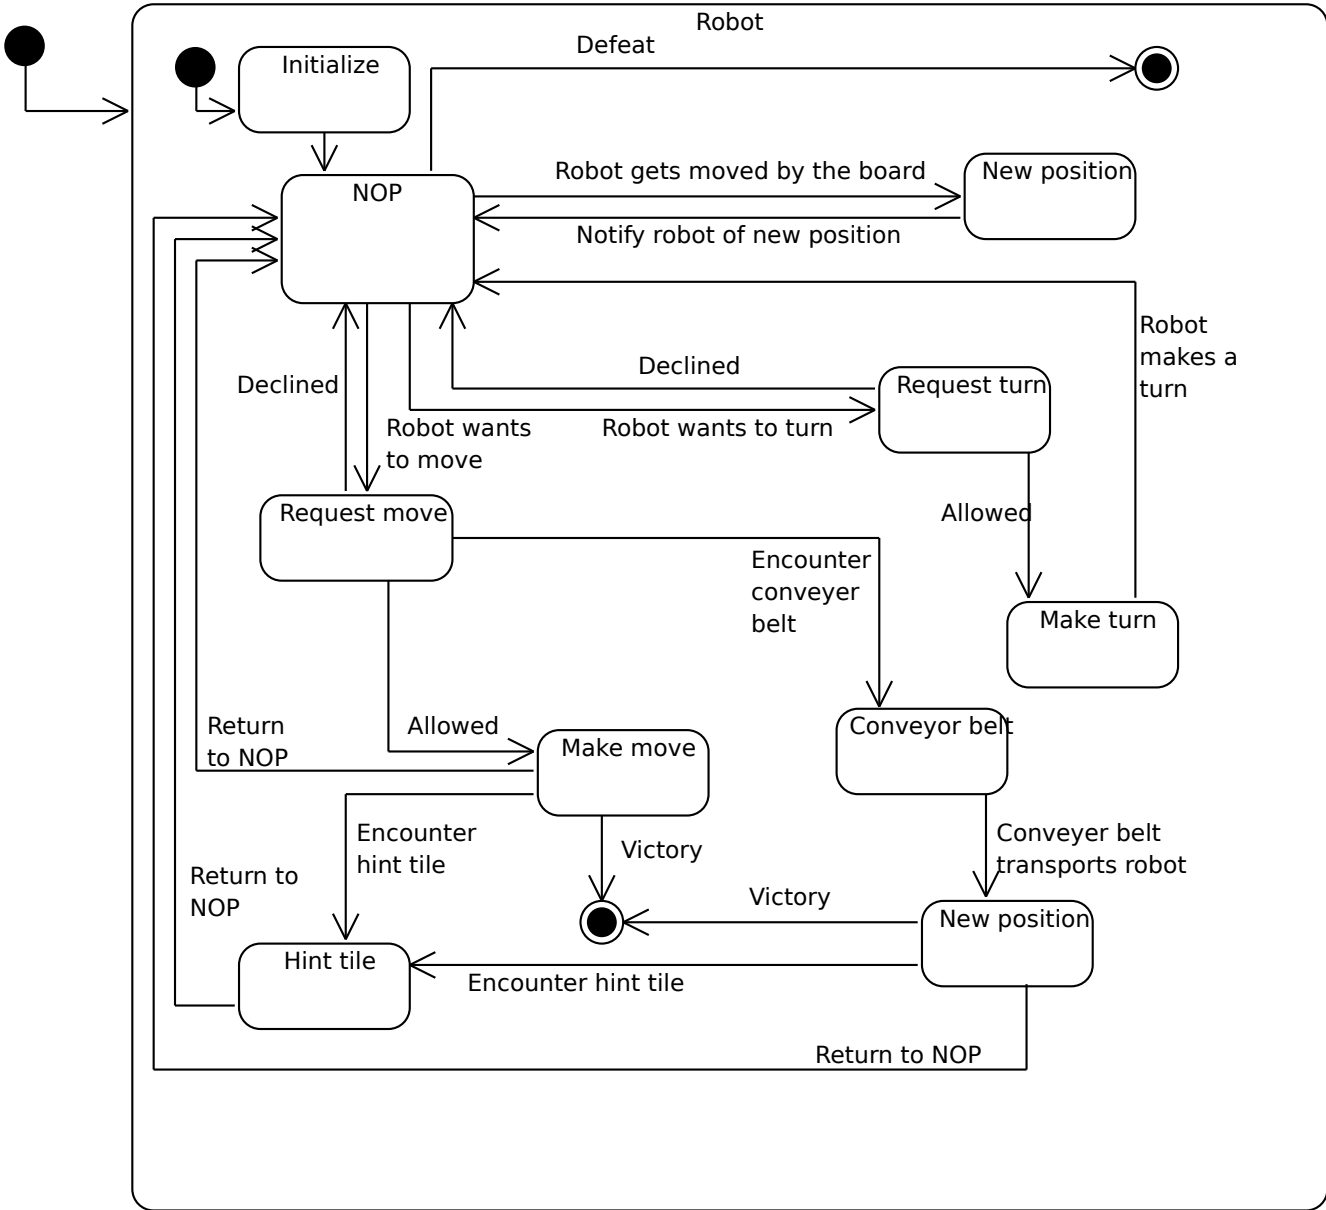 Robot
Defeat
Initialize
Robot gets moved by the board
New position
NOP
Notify robot of new position
Robot
makes a
turn
Declined
Declined
Request turn
Robot wants
to move
Robot wants to turn
Request move
Allowed
Encounter
conveyer
belt
Make turn
Return
to NOP
Allowed
Make move
Conveyor belt
Encounter
hint tile
Victory
Conveyer belt
transports robot
Return to
NOP
Victory
New position
Hint tile
Encounter hint tile
Return to NOP